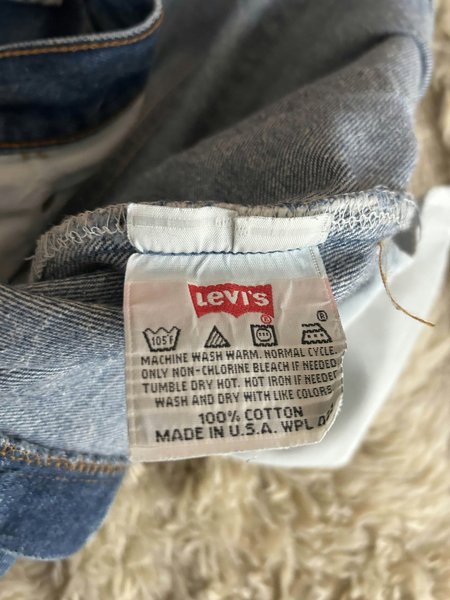 Levi's
®
105F
MACHINE WASH WARM. NORMAL CYCLE.
ONLY NON-CHLORINE BLEACH IF NEEDED
TUMBLE DRY HOT. HOT IRON IF NEEDED
WASH AND DRY WITH LIKE COLORS
100% COTTON
MADE IN U.S.A. WPL